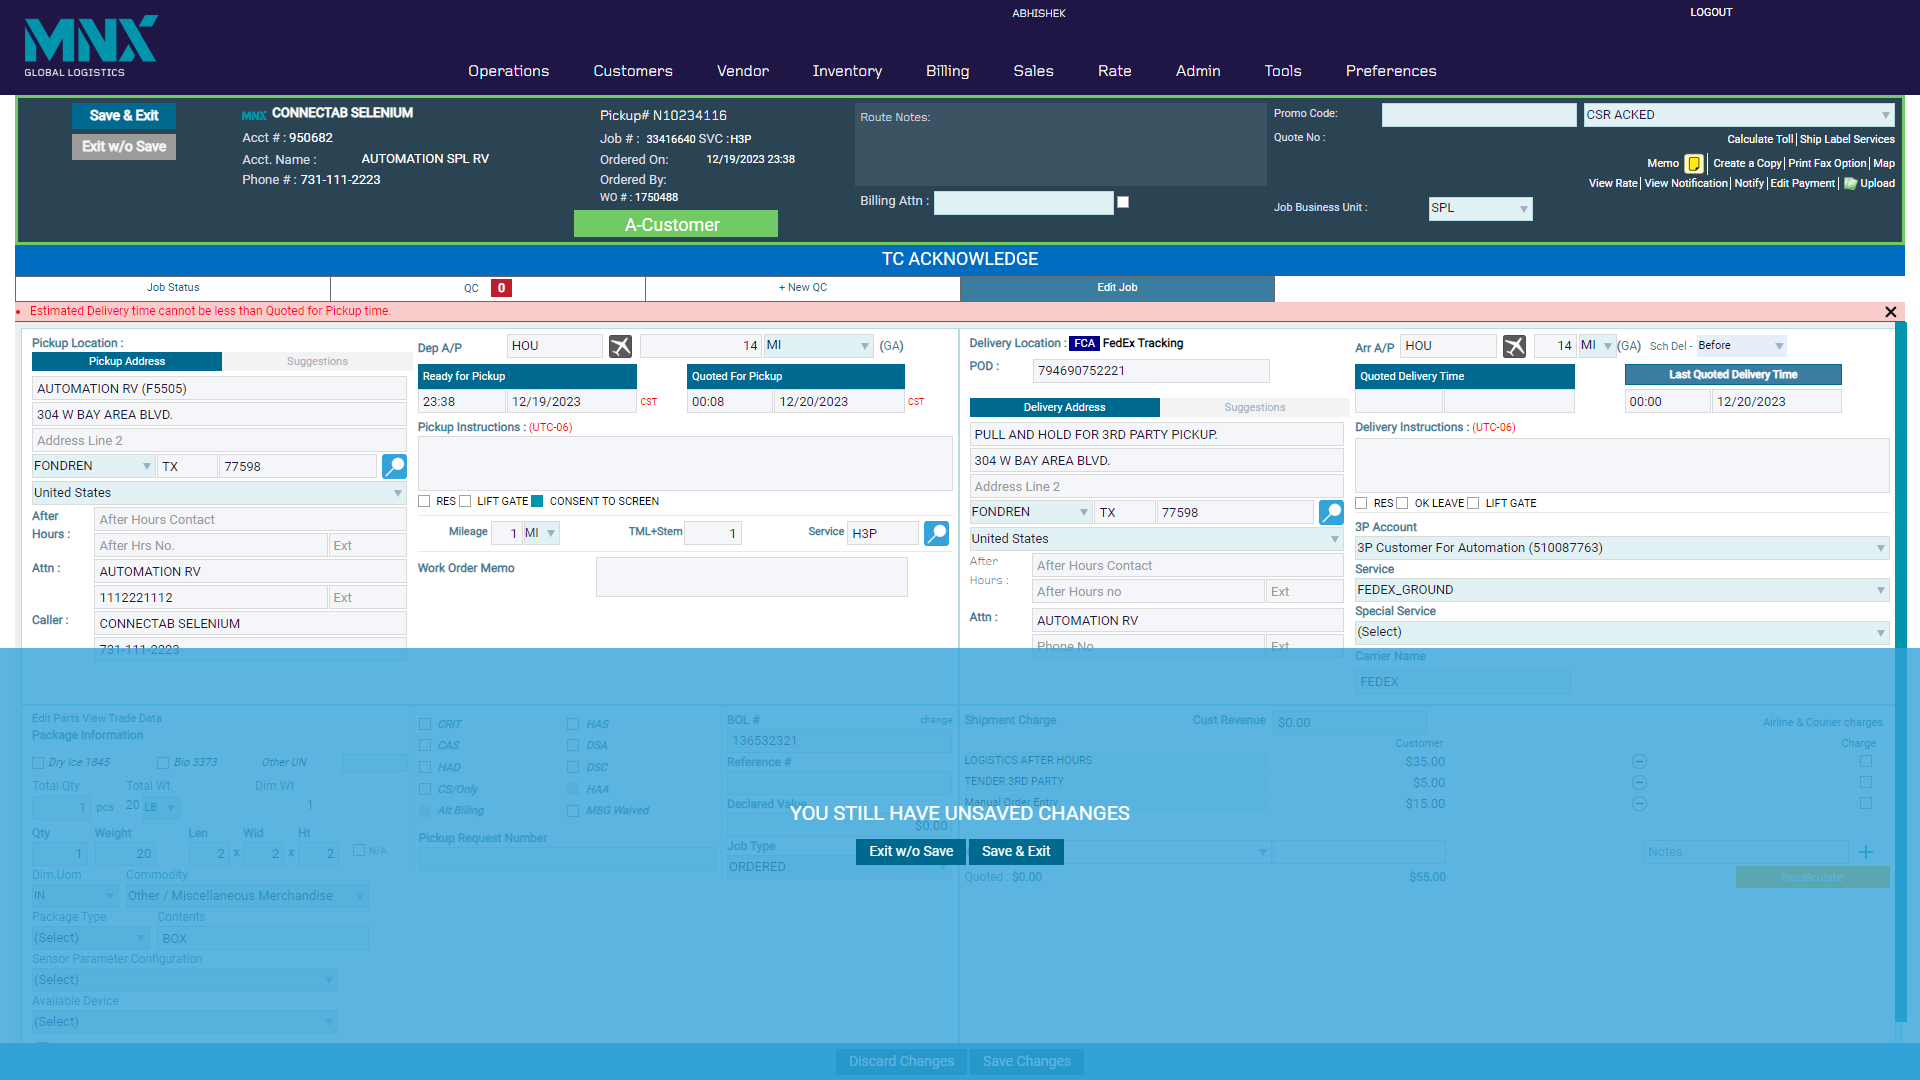 ABHISHEK
LOGOUT
MNX
GLOBAL LOGISTICS
Operations Customers Vendor Inventory Billing Sales Rate Admin Tools Preferences
Save & Exit
Exit w/o Save
MNX CONNECTAB SELENIUM
Acct # : 950682
Acct. Name : AUTOMATION SPL RV
Phone # : 731-111-2223
Pickup# N10234116
Job # : 33416640 SVC : H3P
Ordered On: 12/19/2023 23:38
Ordered By:
WO # : 1750488
A-Customer
Route Notes:
Billing Attn :
Promo Code:
CSR ACKED
Quote No :
Calculate Toll | Ship Label Services
Memo | Create a Copy | Print Fax Option | Map
View Rate | View Notification | Notify | Edit Payment | Upload
Job Business Unit : SPL
TC ACKNOWLEDGE
Job Status
QC 0
+ New QC
Edit Job
Estimated Delivery time cannot be less than Quoted for Pickup time.
Pickup Location :
Pickup Address Suggestions
AUTOMATION RV (F5505)
304 W BAY AREA BLVD.
Address Line 2
FONDREN TX 77598
United States
After Hours : After Hours Contact
After Hrs No. Ext
Attn : AUTOMATION RV
1112221112 Ext
Caller : CONNECTAB SELENIUM
731-111-2223
Dep A/P HOU 14 MI (GA)
Ready for Pickup
23:38 12/19/2023 CST
Quoted For Pickup
00:08 12/20/2023 CST
Pickup Instructions : (UTC-06)
RES LIFT GATE CONSENT TO SCREEN
Mileage 1 MI TML+Stem 1 Service H3P
Work Order Memo
Delivery Location : FCA FedEx Tracking
POD : 794690752221
Delivery Address Suggestions
PULL AND HOLD FOR 3RD PARTY PICKUP.
304 W BAY AREA BLVD.
Address Line 2
FONDREN TX 77598
United States
After Hours : After Hours Contact
After Hours no Ext
Attn : AUTOMATION RV
Phone No Ext
Arr A/P HOU 14 MI (GA) Sch Del - Before
Quoted Delivery Time
Last Quoted Delivery Time
00:00 12/20/2023
Delivery Instructions : (UTC-06)
RES OK LEAVE LIFT GATE
3P Account
3P Customer For Automation (510087763)
Service
FEDEX_GROUND
Special Service
(Select)
Carrier Name
FEDEX
Edit Parts View Trade Data
Package Information
Dry Ice 1845 Bio 3373 Other UN
Total Qty Total Wt Dim.Wt
1 pcs 20 LB 1
Qty Weight Len Wid Ht
1 20 2 x 2 x 2 N/A
Dim.Uom Commodity
IN Other / Miscellaneous Merchandise
Package Type Contents
(Select) BOX
Sensor Parameter Configuration
(Select)
Available Device
(Select)
CRIT HAS
CAS DSA
HAD DSC
CS/Only HAA
Alt Billing MBG Waived
Pickup Request Number
BOL # change
136532321
Reference #
Declared Value
$0.00
Job Type
ORDERED
Shipment Charge Cust Revenue $0.00 Airline & Courier charges
Customer Charge
LOGISTICS AFTER HOURS $35.00
TENDER 3RD PARTY $5.00
Manual Order Entry $15.00
YOU STILL HAVE UNSAVED CHANGES
Exit w/o Save Save & Exit
Notes
Quoted : $0.00 $55.00
Recalculate
Discard Changes Save Changes